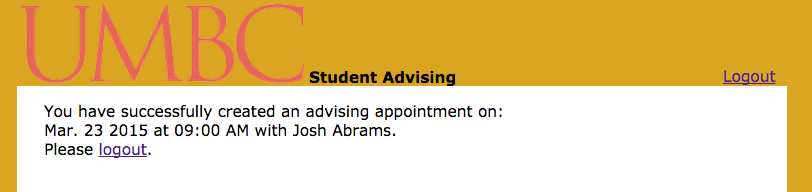 UMBC Student Advising Logout
You have successfully created an advising appointment on:
Mar. 23 2015 at 09:00 AM with Josh Abrams.
Please logout.